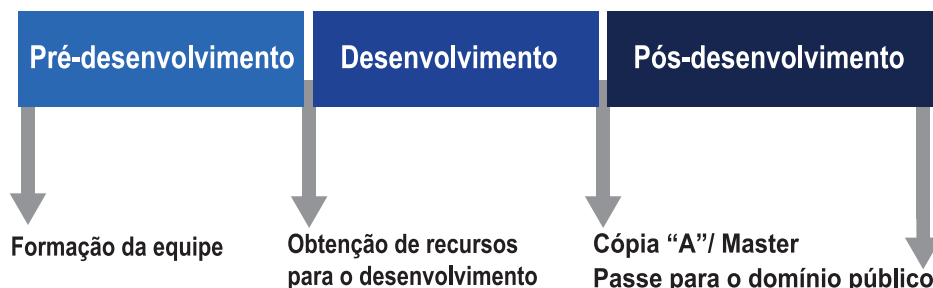 Pré-desenvolvimento
Desenvolvimento
Pós-desenvolvimento
Formação da equipe
Obtenção de recursos
para o desenvolvimento
Cópia “A”/ Master
Passe para o domínio público